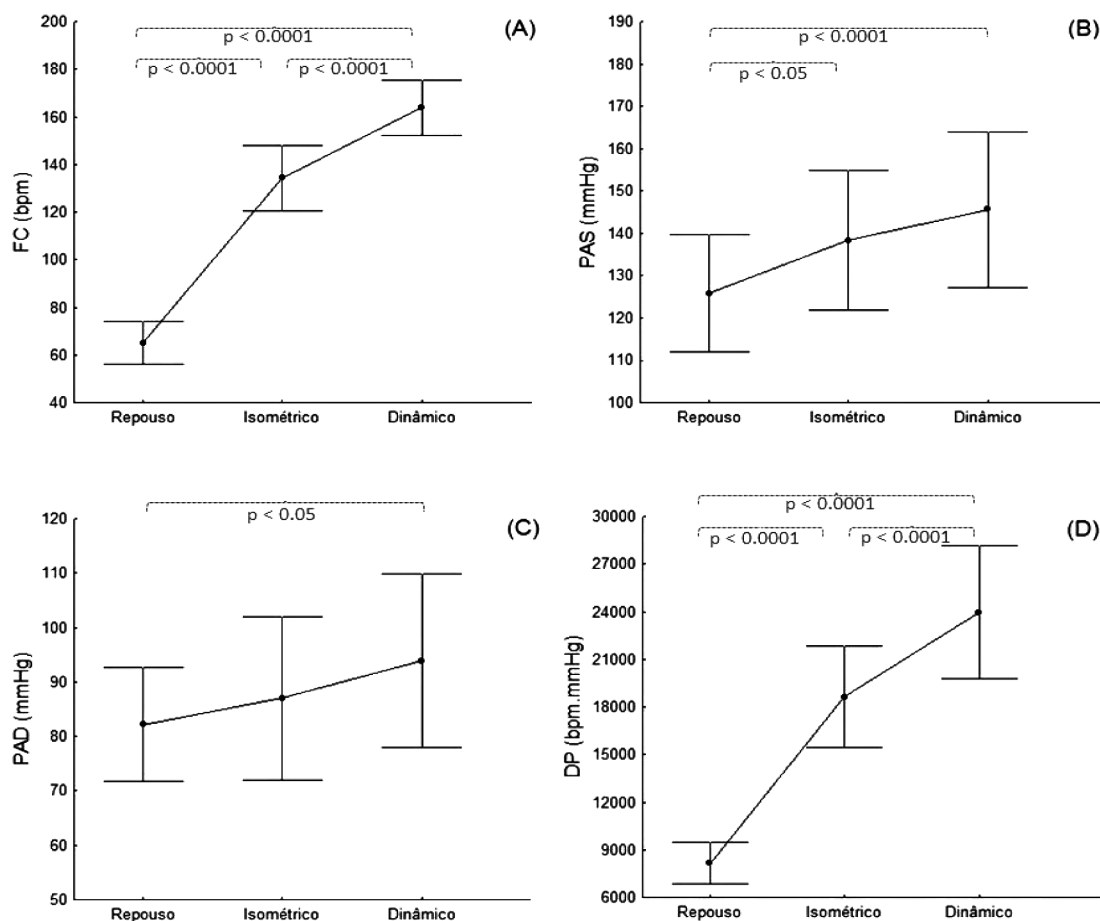 (A)
p < 0.0001
p < 0.0001
p < 0.0001
FC (bpm)
200
180
160
140
120
100
80
60
40
Repouso
Isométrico
Dinâmico
(B)
p < 0.0001
p < 0.05
PAS (mmHg)
190
180
170
160
150
140
130
120
110
100
Repouso
Isométrico
Dinâmico
(C)
p < 0.05
PAD (mmHg)
120
110
100
90
80
70
60
50
Repouso
Isométrico
Dinâmico
(D)
p < 0.0001
p < 0.0001
p < 0.0001
DP (bpm.mmHg)
30000
27000
24000
21000
18000
15000
12000
9000
6000
Repouso
Isométrico
Dinâmico